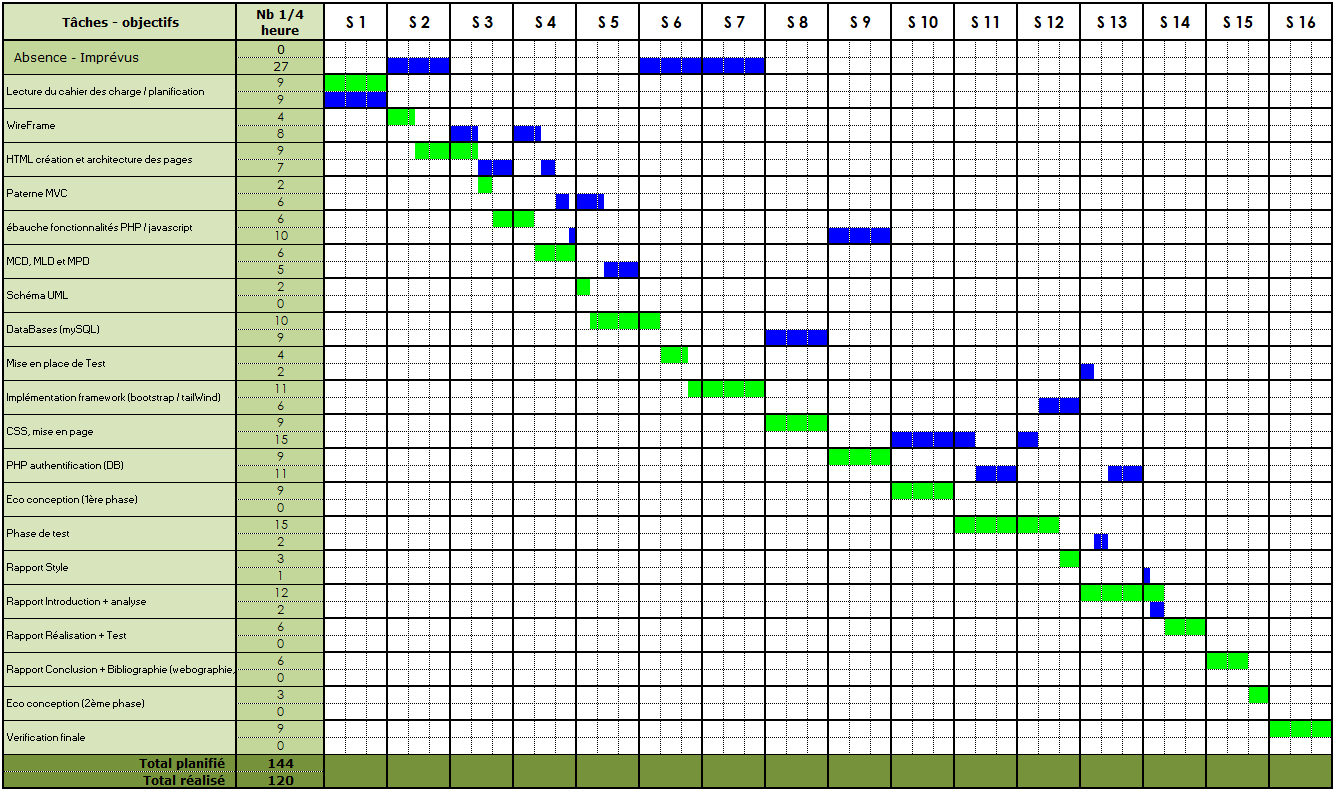 Tâches - objectifs Nb 1/4 heure S 1 S 2 S 3 S 4 S 5 S 6 S 7 S 8 S 9 S 10 S 11 S 12 S 13 S 14 S 15 S 16
Absence - Imprévus 0
27
Lecture du cahier des charge / planification 9
9
WireFrame 4
8
HTML création et architecture des pages 9
7
Paterne MVC 2
6
ébauche fonctionnalités PHP / javascript 6
10
MCD, MLD et MPD 6
5
Schéma UML 2
0
DataBases (mySQL) 10
9
Mise en place de Test 4
2
Implémentation framework (bootstrap / tailWind) 11
6
CSS, mise en page 9
15
PHP authentification (DB) 9
11
Eco conception (1ère phase) 9
0
Phase de test 15
2
Rapport Style 3
1
Rapport Introduction + analyse 12
2
Rapport Réalisation + Test 6
0
Rapport Conclusion + Bibliographie (webographie, 6
0
Eco conception (2ème phase) 3
0
Verification finale 9
0
Total planifié 144
Total réalisé 120